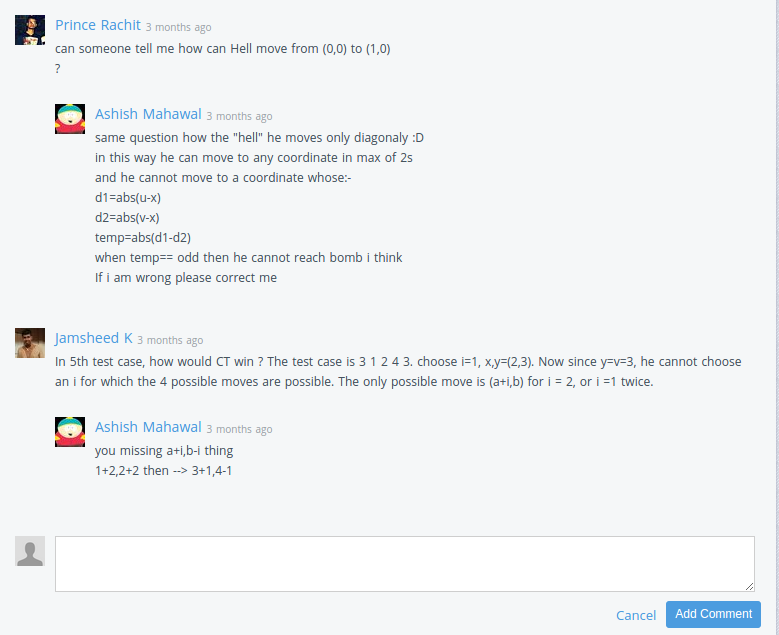 Prince Rachit 3 months ago
can someone tell me how can Hell move from (0,0) to (1,0)
?
Ashish Mahawal 3 months ago
same question how the "hell" he moves only diagonaly :D
in this way he can move to any coordinate in max of 2s
and he cannot move to a coordinate whose:-
d1=abs(u-x)
d2=abs(v-x)
temp=abs(d1-d2)
when temp== odd then he cannot reach bomb i think
If i am wrong please correct me
Jamsheed K 3 months ago
In 5th test case, how would CT win ? The test case is 3 1 2 4 3. choose i=1, x,y=(2,3). Now since y=v=3, he cannot choose
an i for which the 4 possible moves are possible. The only possible move is (a+i,b) for i = 2, or i =1 twice.
Ashish Mahawal 3 months ago
you missing a+i,b-i thing
1+2,2+2 then --> 3+1,4-1
Cancel Add Comment